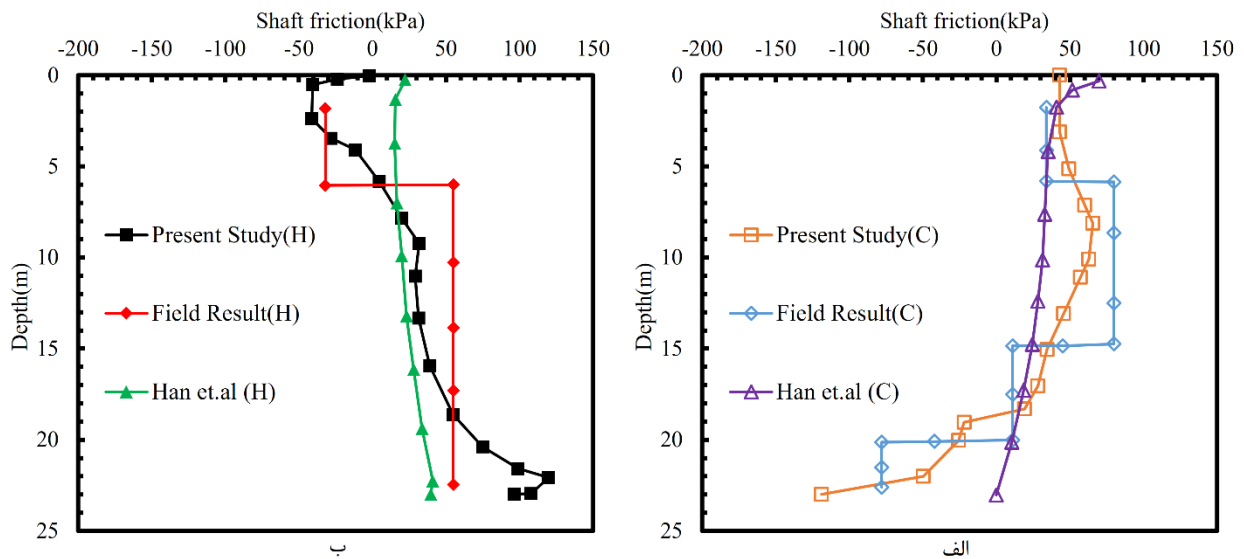 Shaft friction(kPa)
-200 -150 -100 -50 0 50 100 150
0
5
10
15
20
25
Depth(m)
Present Study(H)
Field Result(H)
Han et.al (H)
ب
Shaft friction(kPa)
-200 -150 -100 -50 0 50 100 150
0
5
10
15
20
25
Depth(m)
Present Study(C)
Field Result(C)
Han et.al (C)
الف